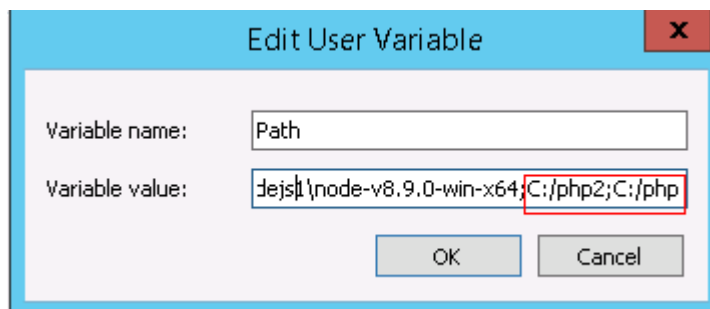 Edit User Variable
x
Variable name:
Path
Variable value:
dejs1\node-v8.9.0-win-x64;C:/php2;C:/php
OK
Cancel